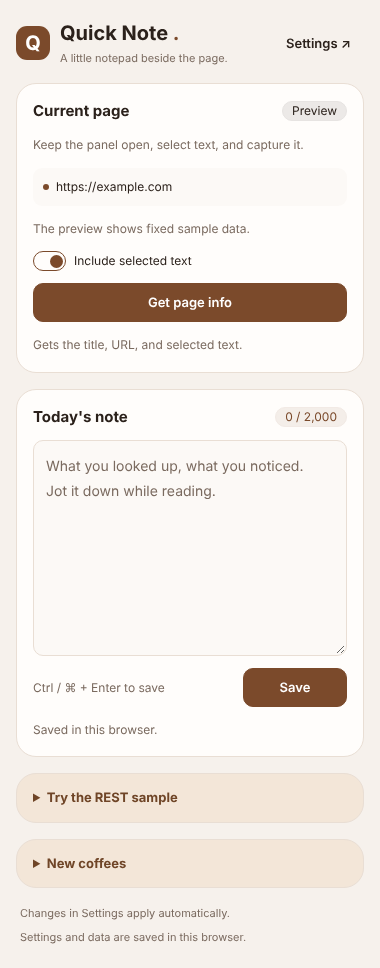 Q
Quick Note .
A little notepad beside the page.
Settings ↗
Current page
Preview
Keep the panel open, select text, and capture it.
https://example.com
The preview shows fixed sample data.
Include selected text
Get page info
Gets the title, URL, and selected text.
Today's note
0 / 2,000
What you looked up, what you noticed.
Jot it down while reading.
Ctrl / ⌘ + Enter to save
Save
Saved in this browser.
Try the REST sample
New coffees
Changes in Settings apply automatically.
Settings and data are saved in this browser.